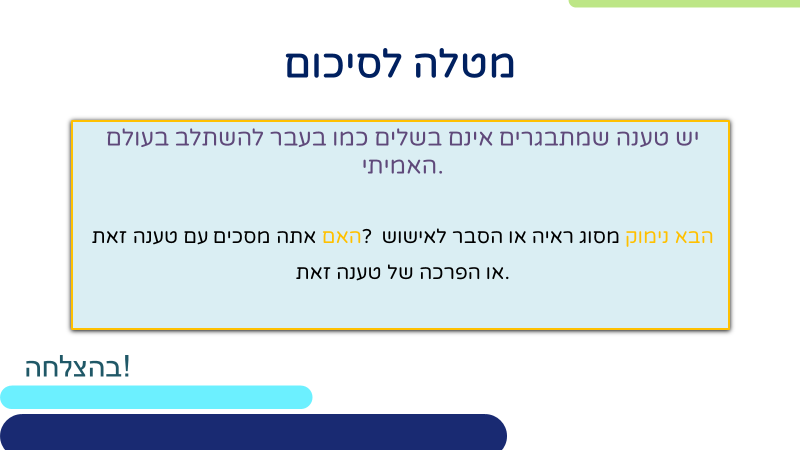 מטלה לסיכום
יש טענה שמתבגרים אינם בשלים כמו בעבר להשתלב בעולם
האמיתי.
הבא נימוק מסוג ראיה או הסבר לאישוש ?האם אתה מסכים עם טענה זאת
או הפרכה של טענה זאת.
בהצלחה!